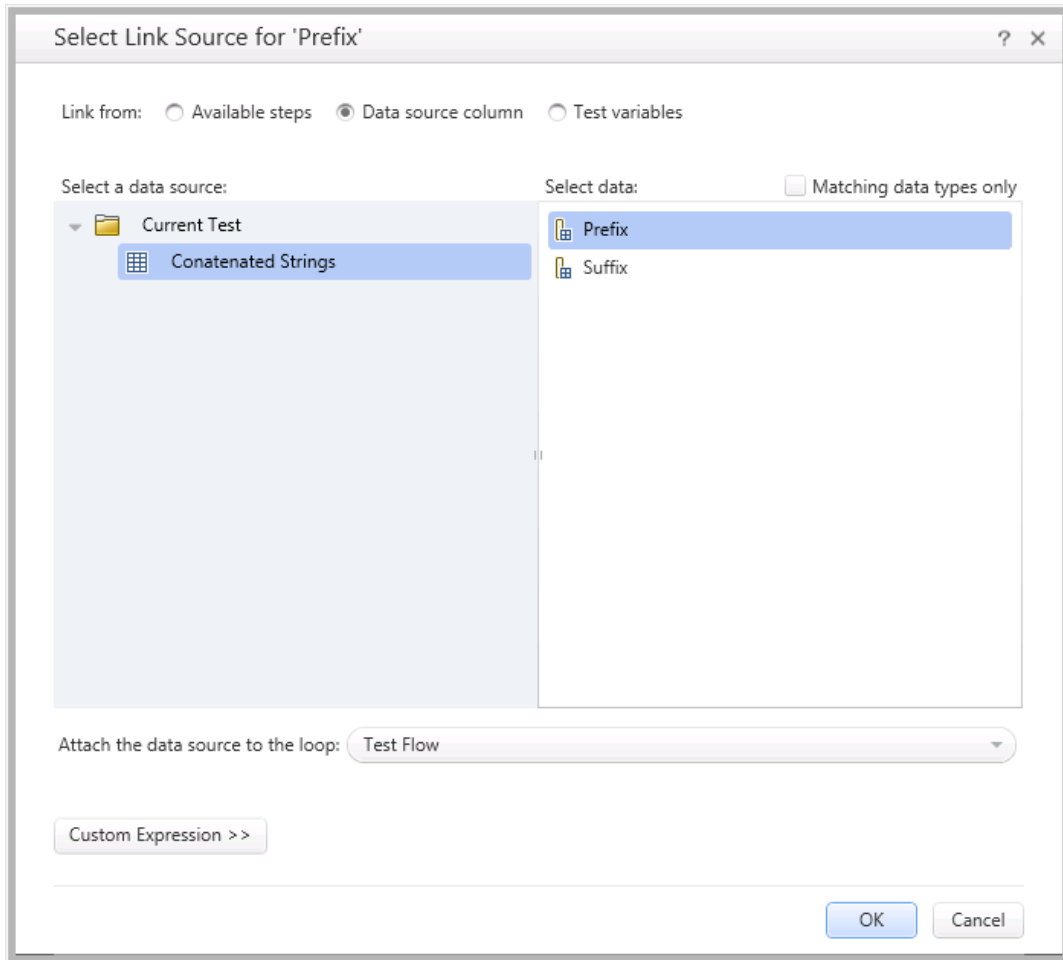 Select Link Source for 'Prefix'
? ×
Link from: Available steps Data source column Test variables
Select a data source: Select data: Matching data types only
Current Test Prefix
Conatenated Strings Suffix
Attach the data source to the loop: Test Flow
Custom Expression >>
OK Cancel